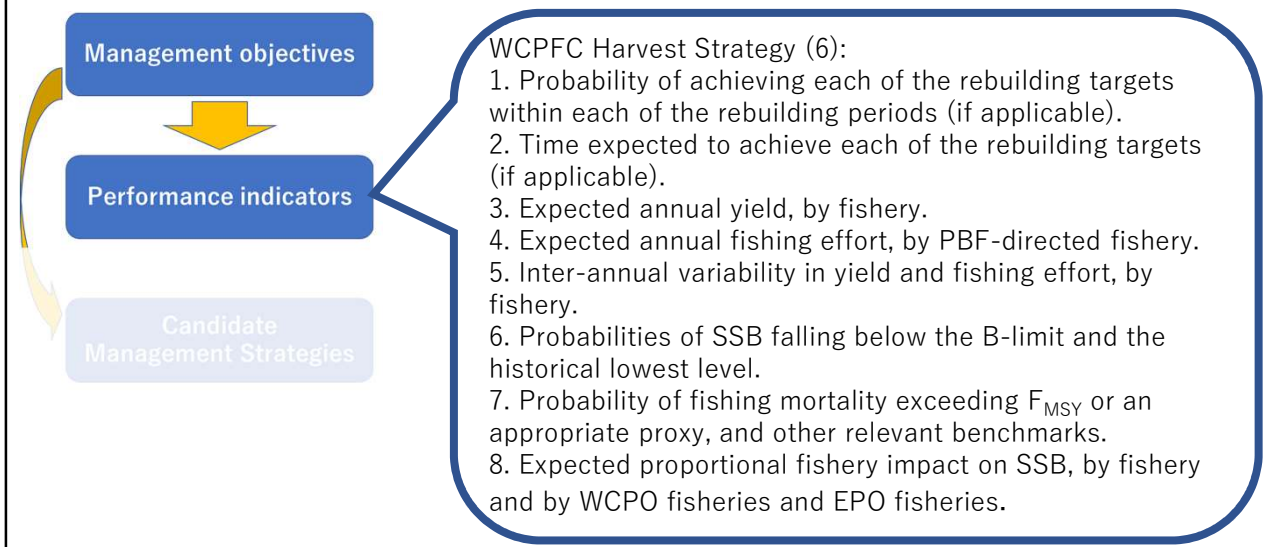 Management objectives
Performance indicators
Candidate
Management Strategies
WCPFC Harvest Strategy (6):
1. Probability of achieving each of the rebuilding targets
within each of the rebuilding periods (if applicable).
2. Time expected to achieve each of the rebuilding targets
(if applicable).
3. Expected annual yield, by fishery.
4. Expected annual fishing effort, by PBF-directed fishery.
5. Inter-annual variability in yield and fishing effort, by
fishery.
6. Probabilities of SSB falling below the B-limit and the
historical lowest level.
7. Probability of fishing mortality exceeding FMSY or an
appropriate proxy, and other relevant benchmarks.
8. Expected proportional fishery impact on SSB, by fishery
and by WCPO fisheries and EPO fisheries.